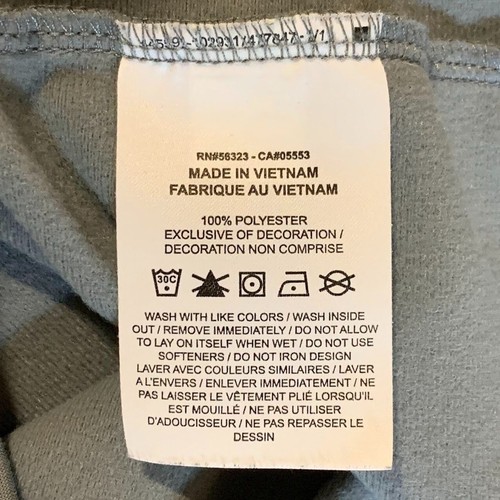 RN#56323 - CA#05553
MADE IN VIETNAM
FABRIQUE AU VIETNAM
100% POLYESTER
EXCLUSIVE OF DECORATION /
DECORATION NON COMPRISE
30C
WASH WITH LIKE COLORS / WASH INSIDE
OUT / REMOVE IMMEDIATELY / DO NOT ALLOW
TO LAY ON ITSELF WHEN WET / DO NOT USE
SOFTENERS / DO NOT IRON DESIGN
LAVER AVEC COULEURS SIMILAIRES / LAVER
A L'ENVERS / ENLEVER IMMEDIATEMENT / NE
PAS LAISSER LE VÊTEMENT PLIÉ LORSQU'IL
EST MOUILLÉ / NE PAS UTILISER
D'ADOUCISSEUR / NE PAS REPASSER LE
DESSIN